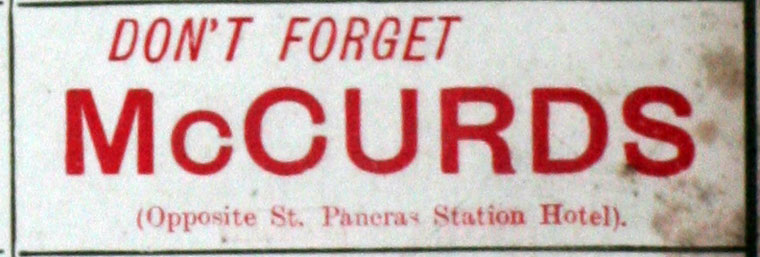 DON'T FORGET
McCURDS
(Opposite St. Pancras Station Hotel).